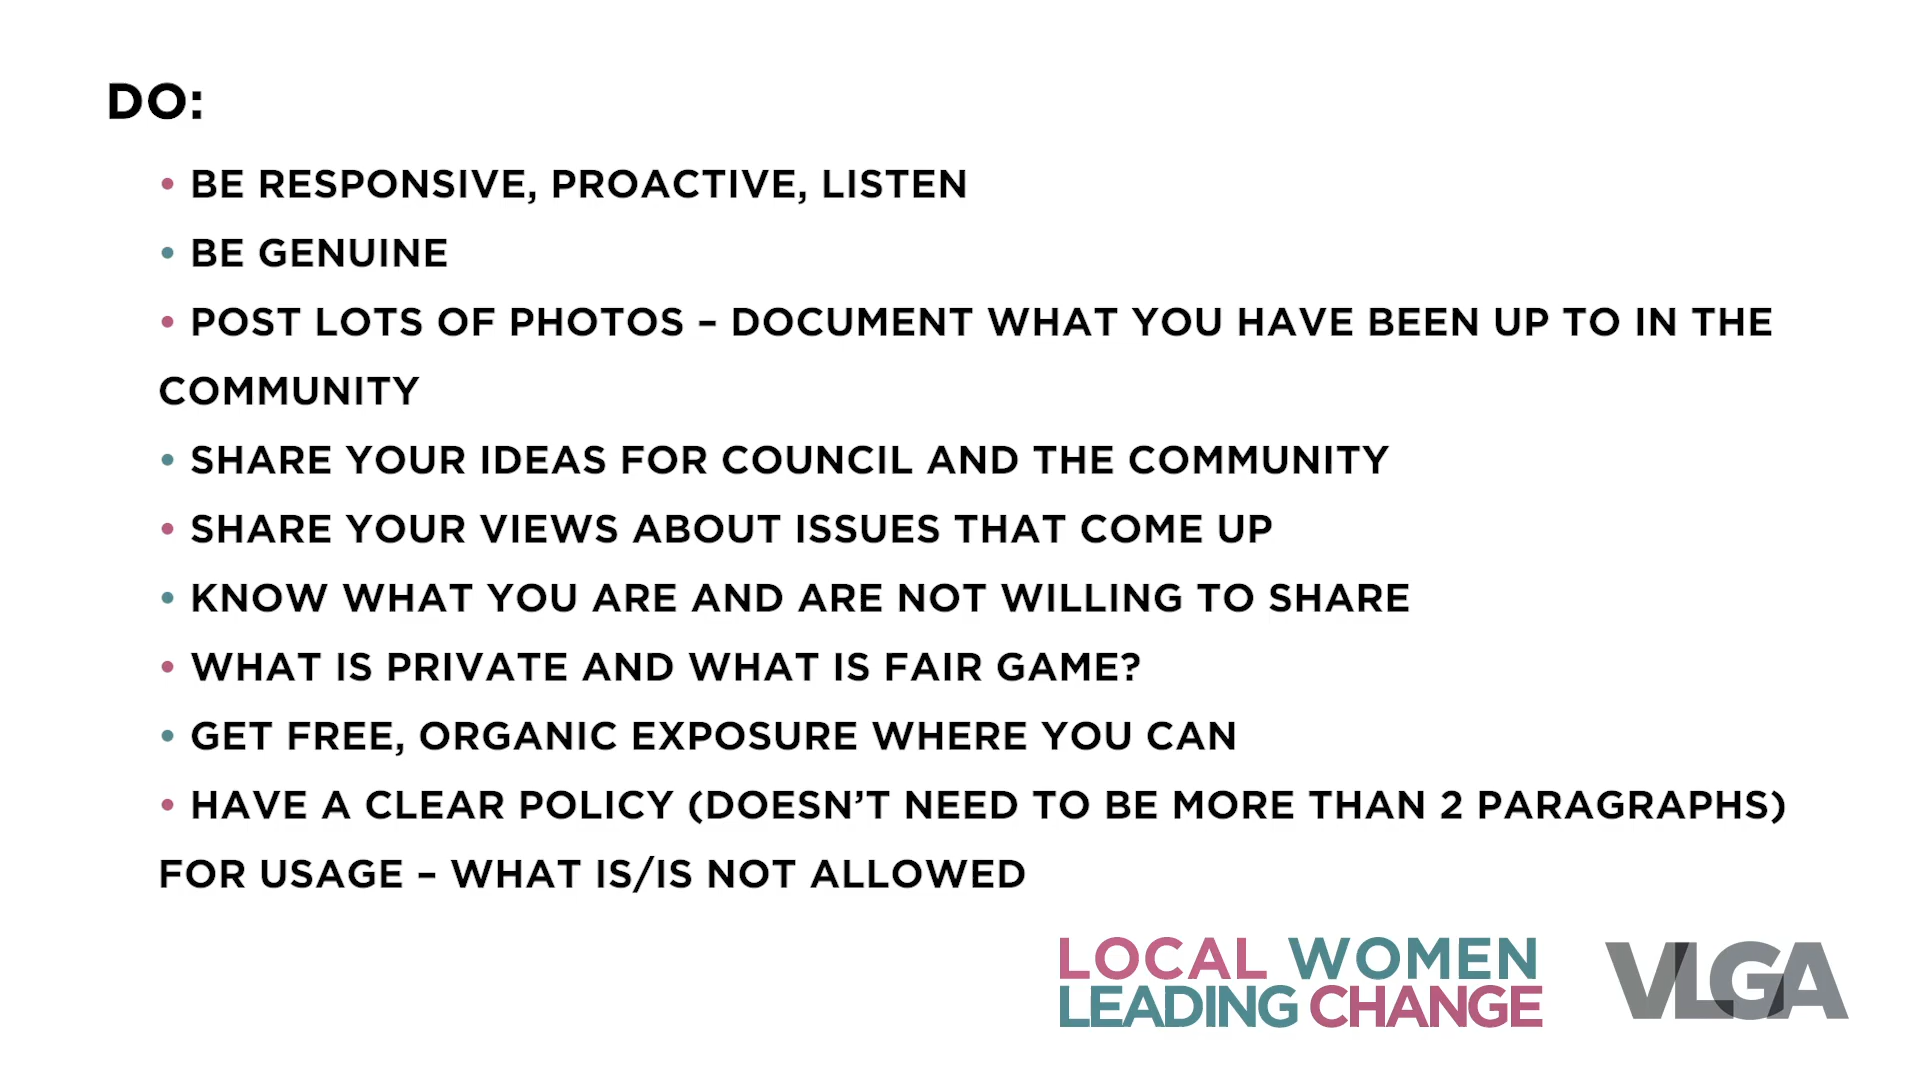 DO:
• BE RESPONSIVE, PROACTIVE, LISTEN
• BE GENUINE
• POST LOTS OF PHOTOS – DOCUMENT WHAT YOU HAVE BEEN UP TO IN THE
COMMUNITY
• SHARE YOUR IDEAS FOR COUNCIL AND THE COMMUNITY
• SHARE YOUR VIEWS ABOUT ISSUES THAT COME UP
• KNOW WHAT YOU ARE AND ARE NOT WILLING TO SHARE
• WHAT IS PRIVATE AND WHAT IS FAIR GAME?
• GET FREE, ORGANIC EXPOSURE WHERE YOU CAN
• HAVE A CLEAR POLICY (DOESN’T NEED TO BE MORE THAN 2 PARAGRAPHS)
FOR USAGE – WHAT IS/IS NOT ALLOWED
LOCAL WOMEN
LEADING CHANGE
VLGA